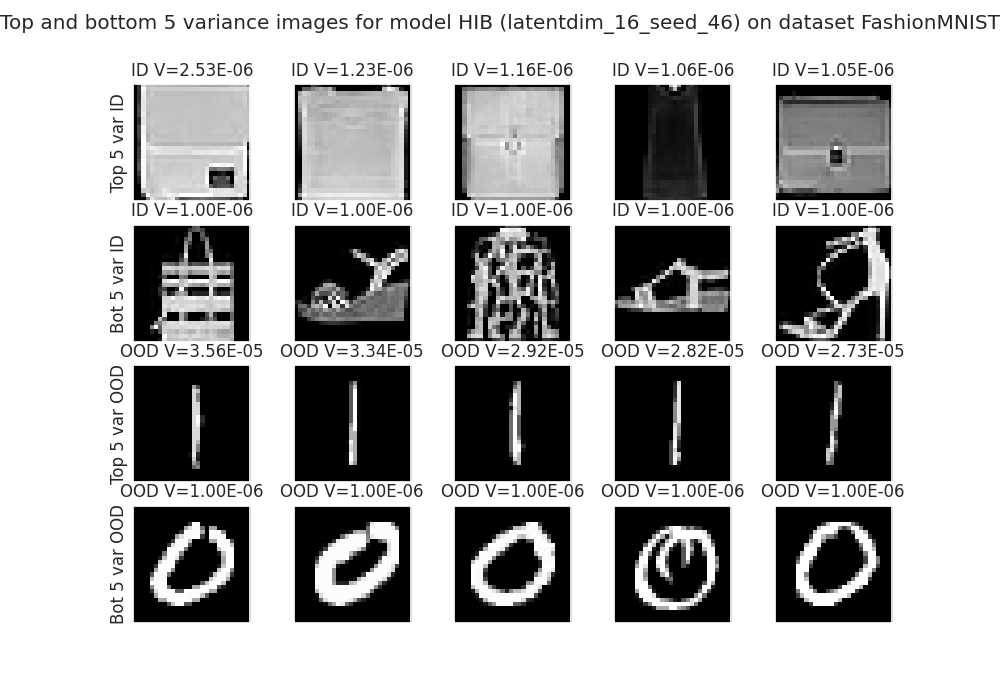 Top and bottom 5 variance images for model HIB (latentdim_16_seed_46) on dataset FashionMNIST
ID V=2.53E-06 ID V=1.23E-06 ID V=1.16E-06 ID V=1.06E-06 ID V=1.05E-06
Top 5 var ID
ID V=1.00E-06 ID V=1.00E-06 ID V=1.00E-06 ID V=1.00E-06 ID V=1.00E-06
Bot 5 var ID
OOD V=3.56E-05 OOD V=3.34E-05 OOD V=2.92E-05 OOD V=2.82E-05 OOD V=2.73E-05
Top 5 var OOD
OOD V=1.00E-06 OOD V=1.00E-06 OOD V=1.00E-06 OOD V=1.00E-06 OOD V=1.00E-06
Bot 5 var OOD